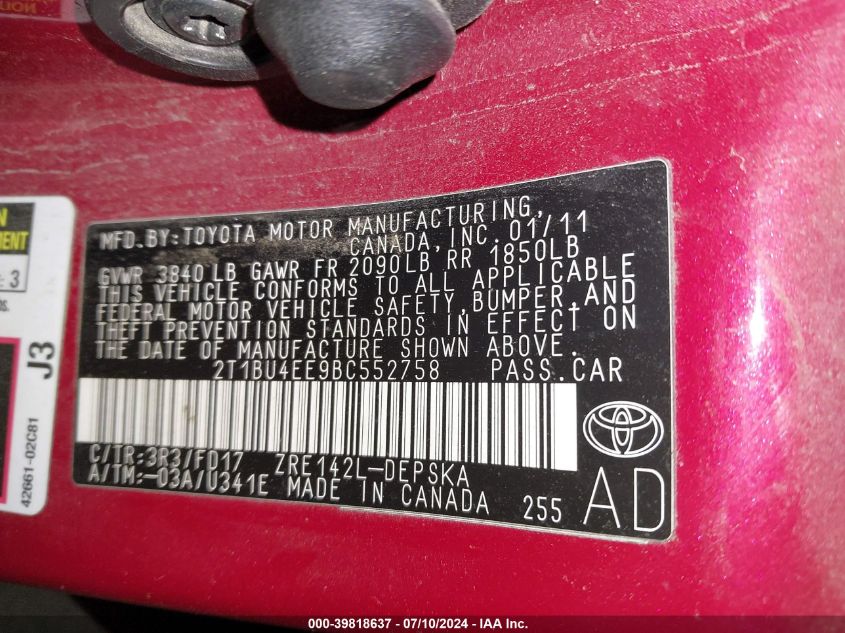 MFD. BY: TOYOTA MOTOR MANUFACTURING,
CANADA, INC. 01/11
GVWR 3840 LB GAWR FR 2090LB RR 1850LB
THIS VEHICLE CONFORMS TO ALL APPLICABLE
FEDERAL MOTOR VEHICLE SAFETY, BUMPER, AND
THEFT PREVENTION STANDARDS IN EFFECT ON
THE DATE OF MANUFACTURE SHOWN ABOVE.
2T1BU4EE9BC552758 PASS. CAR
C/TR: 3R3/FD17 ZRE142L-DEPSKA
A/TM: -03A/U341E MADE IN CANADA 255
AD
3
J3
42661-02C81
000-39818637 - 07/10/2024 - IAA Inc.